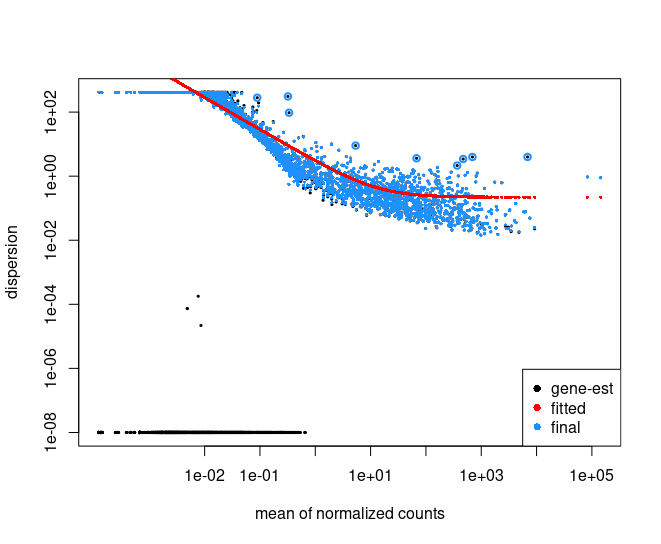 dispersion
1e+02
1e+00
1e-02
1e-04
1e-06
1e-08
gene-est
fitted
final
1e-02 1e-01 1e+01 1e+03 1e+05
mean of normalized counts